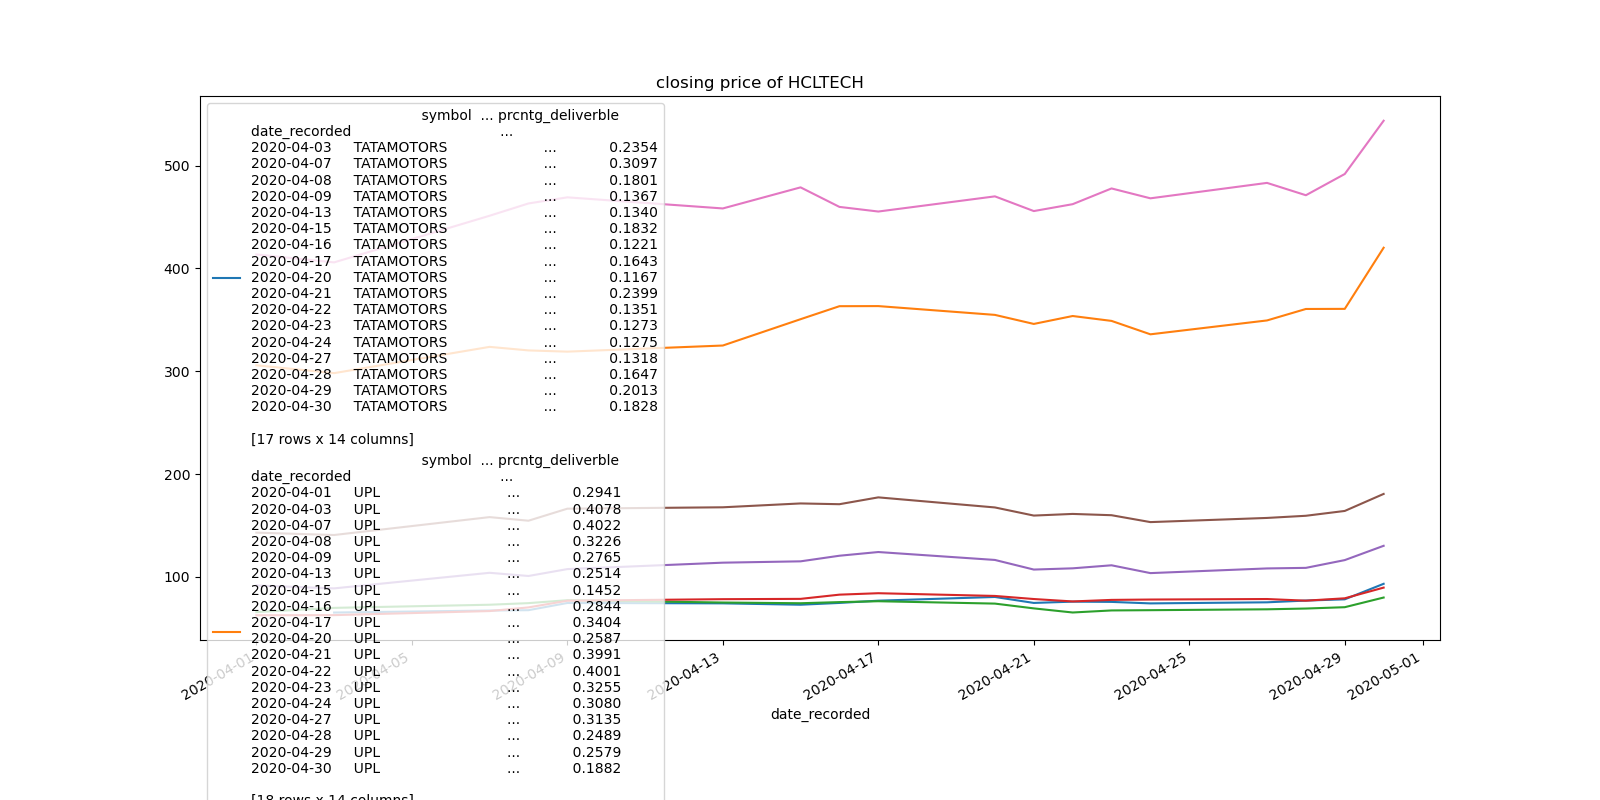 closing price of HCLTECH
symbol ... prcntg_deliverble
date_recorded ...
2020-04-03 TATAMOTORS ... 0.2354
2020-04-07 TATAMOTORS ... 0.3097
2020-04-08 TATAMOTORS ... 0.1801
2020-04-09 TATAMOTORS ... 0.1367
2020-04-13 TATAMOTORS ... 0.1340
2020-04-15 TATAMOTORS ... 0.1832
2020-04-16 TATAMOTORS ... 0.1221
2020-04-17 TATAMOTORS ... 0.1643
2020-04-20 TATAMOTORS ... 0.1167
2020-04-21 TATAMOTORS ... 0.2399
2020-04-22 TATAMOTORS ... 0.1351
2020-04-23 TATAMOTORS ... 0.1273
2020-04-24 TATAMOTORS ... 0.1275
2020-04-27 TATAMOTORS ... 0.1318
2020-04-28 TATAMOTORS ... 0.1647
2020-04-29 TATAMOTORS ... 0.2013
2020-04-30 TATAMOTORS ... 0.1828
[17 rows x 14 columns]
symbol ... prcntg_deliverble
date_recorded ...
2020-04-01 UPL ... 0.2941
2020-04-03 UPL ... 0.4078
2020-04-07 UPL ... 0.4022
2020-04-08 UPL ... 0.3226
2020-04-09 UPL ... 0.2765
2020-04-13 UPL ... 0.2514
2020-04-15 UPL ... 0.1452
2020-04-16 UPL ... 0.2844
2020-04-17 UPL ... 0.3404
2020-04-20 UPL ... 0.2587
2020-04-21 UPL ... 0.3991
2020-04-22 UPL ... 0.4001
2020-04-23 UPL ... 0.3255
2020-04-24 UPL ... 0.3080
2020-04-27 UPL ... 0.3135
2020-04-28 UPL ... 0.2489
2020-04-29 UPL ... 0.2579
2020-04-30 UPL ... 0.1882
[18 rows x 14 columns]
500
400
300
200
100
2020-04-01
2020-04-05
2020-04-09
2020-04-13
2020-04-17
2020-04-21
2020-04-25
2020-04-29
2020-05-01
date_recorded